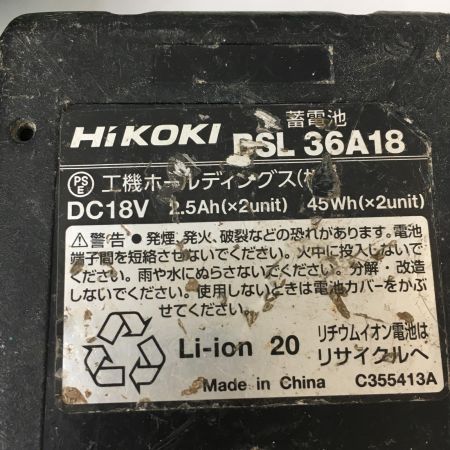 蓄電池
HiKOKI BSL 36A18
PSE 工機ホールディングス(株
DC18V 2.5Ah(×2unit) 45Wh(×2unit)
⚠警告 ● 発煙、発火、破裂などの恐れがあります。電池
端子間を短絡させないでください。火中に投入しないで
ください。雨や水にぬらさないでください。分解・改造
しないでください。使用しないときは電池カバーをかぶ
せてください。
Li-ion 20 リチウムイオン電池は
リサイクルへ
Made in China C355413A